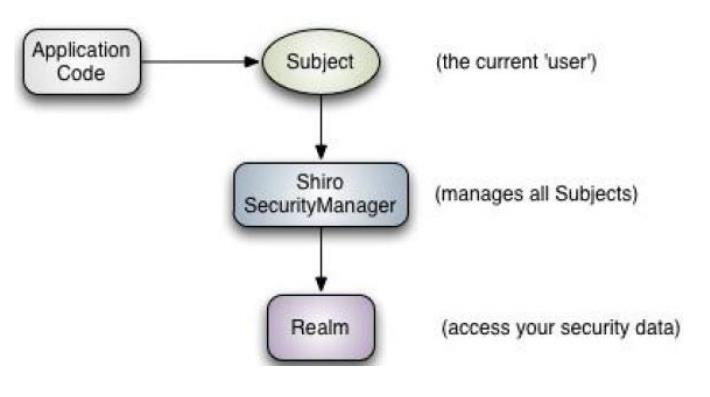 Application
Code
Subject
(the current 'user')
Shiro
SecurityManager
(manages all Subjects)
Realm
(access your security data)